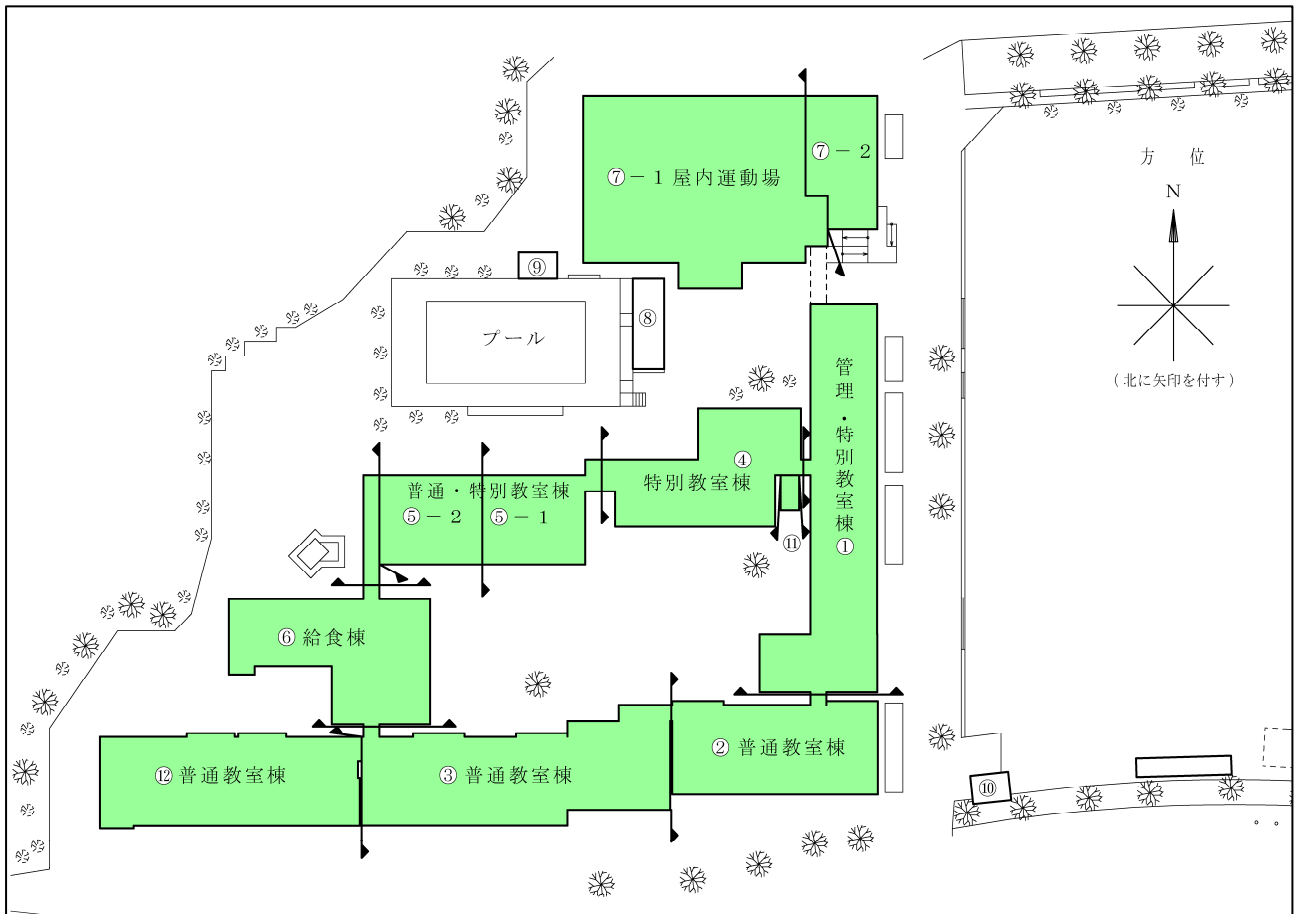 ⑦－２
⑦－１屋内運動場
方　位
N
（北に矢印を付す）
⑨
⑧
プール
管理・特別教室棟①
④
特別教室棟
普通・特別教室棟
⑤－２
⑤－１
⑪
⑥給食棟
②普通教室棟
⑫普通教室棟
③普通教室棟
⑩